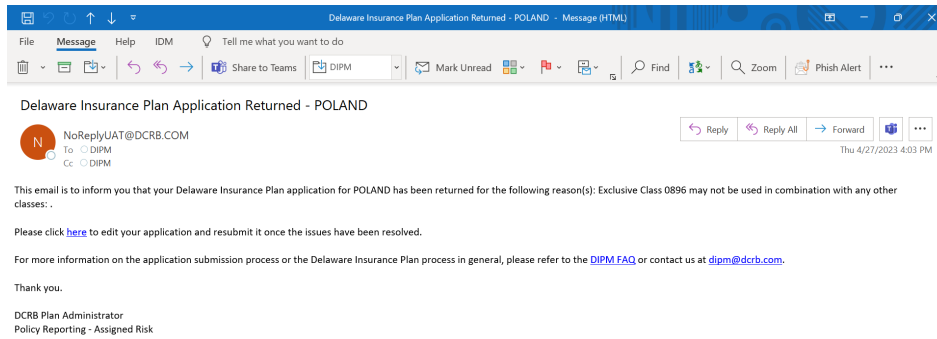 Delaware Insurance Plan Application Returned - POLAND - Message (HTML)
File Message Help IDM Tell me what you want to do
Share to Teams DIPM Mark Unread Find Zoom Phish Alert
Delaware Insurance Plan Application Returned - POLAND
N
NoReplyUAT@DCRB.COM
To DIPM
Cc DIPM
Reply Reply All Forward
Thu 4/27/2023 4:03 PM
This email is to inform you that your Delaware Insurance Plan application for POLAND has been returned for the following reason(s): Exclusive Class 0896 may not be used in combination with any other
classes: .
Please click here to edit your application and resubmit it once the issues have been resolved.
For more information on the application submission process or the Delaware Insurance Plan process in general, please refer to the DIPM FAQ or contact us at dipm@dcrb.com.
Thank you.
DCRB Plan Administrator
Policy Reporting - Assigned Risk